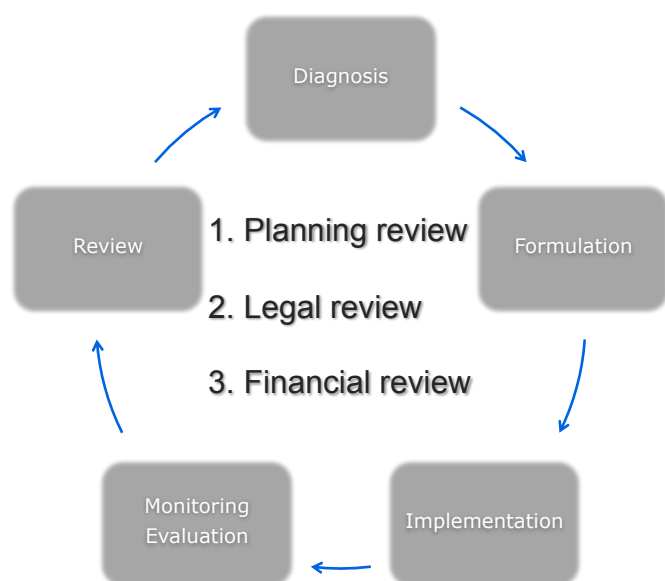 Diagnosis
Review
Formulation
1. Planning review
2. Legal review
3. Financial review
Monitoring
Evaluation
Implementation